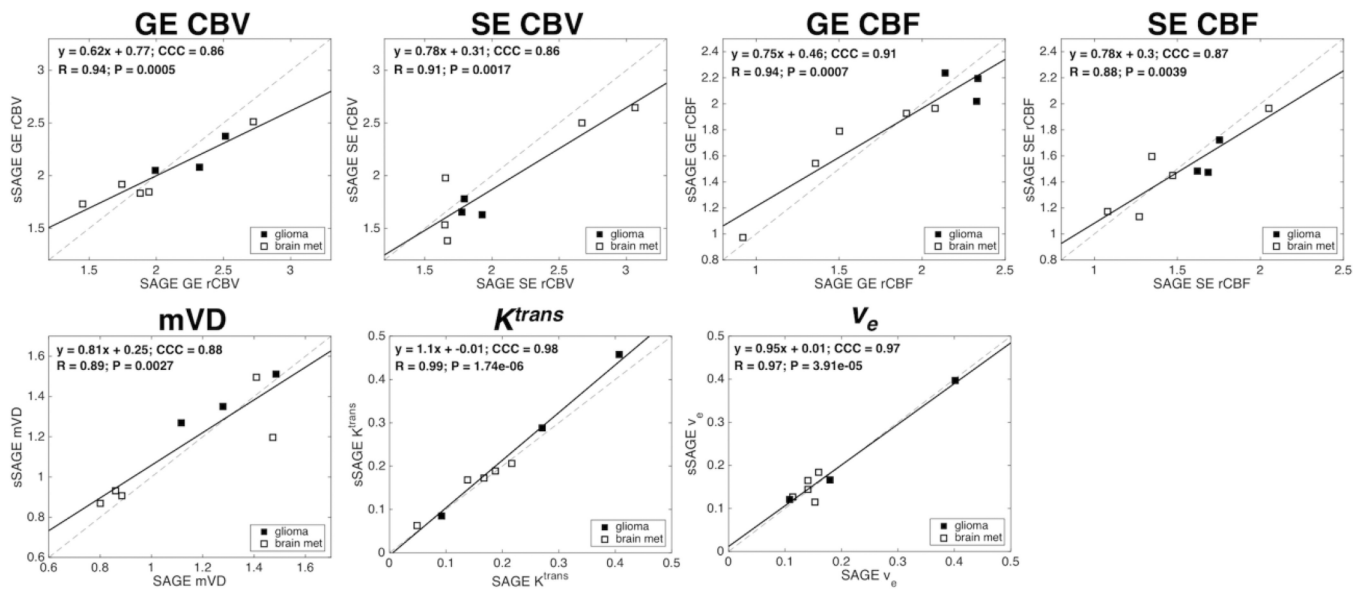 GE CBV
y = 0.62x + 0.77; CCC = 0.86
R = 0.94; P = 0.0005
3
2.5
2
1.5
sSAGE GE rCBV
glioma
brain met
1.5 2 2.5 3
SAGE GE rCBV
SE CBV
y = 0.78x + 0.31; CCC = 0.86
R = 0.91; P = 0.0017
3
2.5
2
1.5
sSAGE SE rCBV
glioma
brain met
1.5 2 2.5 3
SAGE SE rCBV
GE CBF
y = 0.75x + 0.46; CCC = 0.91
R = 0.94; P = 0.0007
2.4
2.2
2
1.8
1.6
1.4
1.2
1
0.8
sSAGE GE rCBF
glioma
brain met
1 1.5 2 2.5
SAGE GE rCBF
SE CBF
y = 0.78x + 0.3; CCC = 0.87
R = 0.88; P = 0.0039
2.4
2.2
2
1.8
1.6
1.4
1.2
1
0.8
sSAGE SE rCBF
glioma
brain met
1 1.5 2 2.5
SAGE SE rCBF
mVD
y = 0.81x + 0.25; CCC = 0.88
R = 0.89; P = 0.0027
1.6
1.4
1.2
1
0.8
0.6
sSAGE mVD
glioma
brain met
0.6 0.8 1 1.2 1.4 1.6
SAGE mVD
K^trans
y = 1.1x + -0.01; CCC = 0.98
R = 0.99; P = 1.74e-06
0.5
0.4
0.3
0.2
0.1
0
sSAGE K^trans
glioma
brain met
0 0.1 0.2 0.3 0.4 0.5
SAGE K^trans
v_e
y = 0.95x + 0.01; CCC = 0.97
R = 0.97; P = 3.91e-05
0.5
0.4
0.3
0.2
0.1
0
sSAGE v_e
glioma
brain met
0 0.1 0.2 0.3 0.4 0.5
SAGE v_e